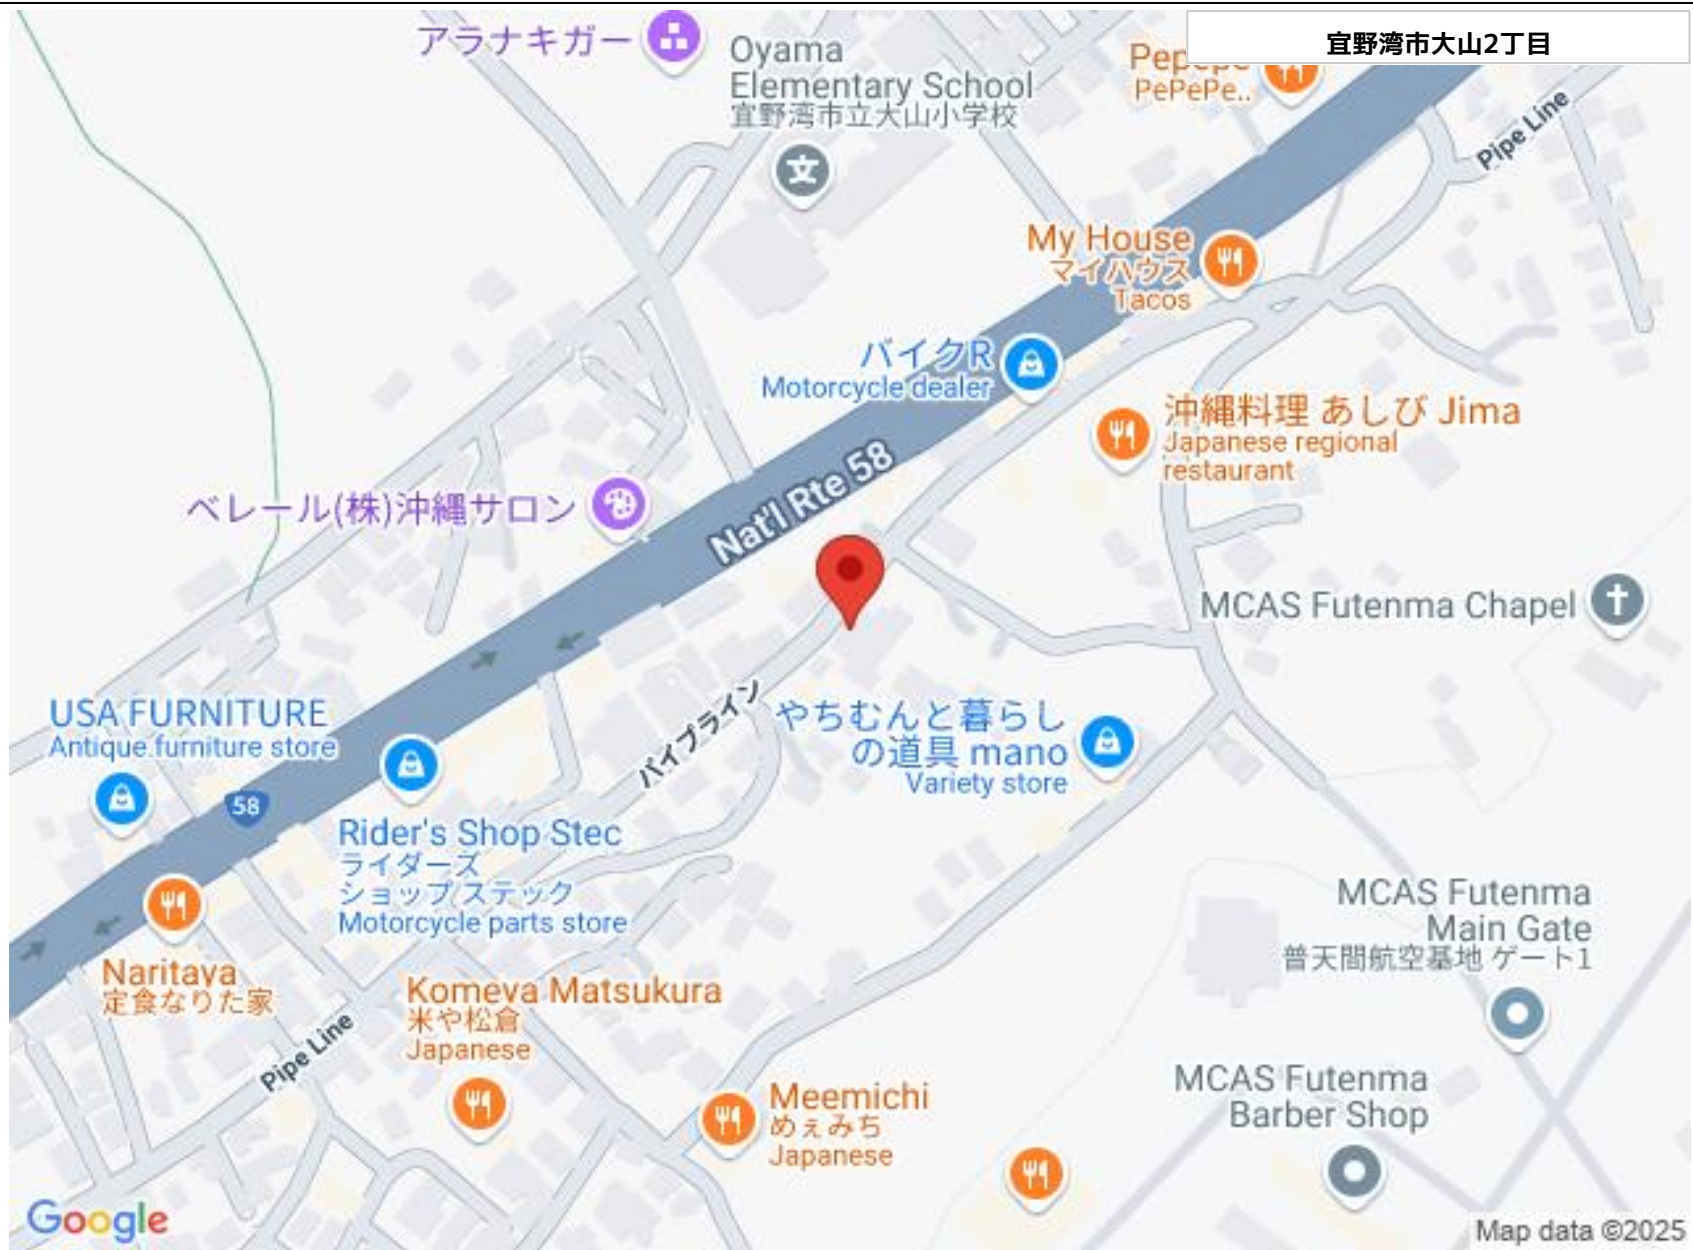 宜野湾市大山2丁目
アラナキガー
Oyama
Elementary School
宜野湾市立大山小学校
PePePe..
Pipe Line
My House
マイハウス
Tacos
バイクR
Motorcycle dealer
沖縄料理 あしび Jima
Japanese regional
restaurant
Nat'l Rte 58
ベレール(株)沖縄サロン
MCAS Futenma Chapel
USA FURNITURE
Antique furniture store
パイプライン
やちむんと暮らし
の道具 mano
Variety store
58
Rider's Shop Stec
ライダーズ
ショップ ステック
Motorcycle parts store
MCAS Futenma
Main Gate
普天間航空基地 ゲート1
Naritaya
定食なりた家
Komeya Matsukura
米や松倉
Japanese
Pipe Line
Meemichi
めぇみち
Japanese
MCAS Futenma
Barber Shop
Google
Map data ©2025